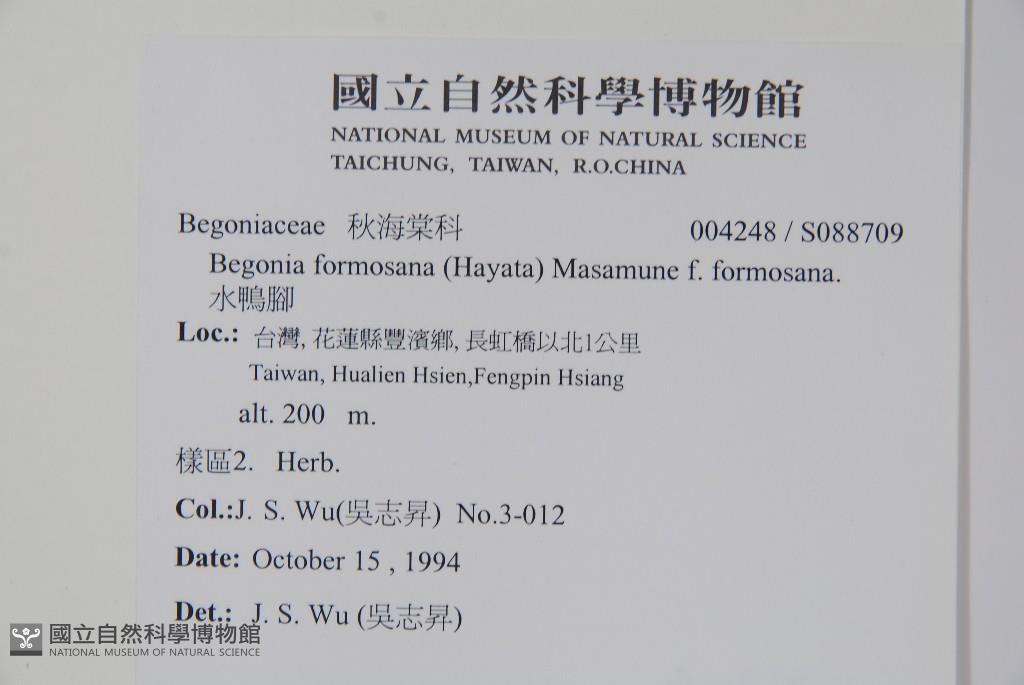 國立自然科學博物館
NATIONAL MUSEUM OF NATURAL SCIENCE
TAICHUNG, TAIWAN, R.O.CHINA
Begoniaceae 秋海棠科 004248 / S088709
Begonia formosana (Hayata) Masamune f. formosana.
水鴨腳
Loc.: 台灣, 花蓮縣豐濱鄉, 長虹橋以北1公里
Taiwan, Hualien Hsien,Fengpin Hsiang
alt. 200 m.
樣區2. Herb.
Col.:J. S. Wu(吳志昇) No.3-012
Date: October 15 , 1994
Det.: J. S. Wu (吳志昇)
國立自然科學博物館
NATIONAL MUSEUM OF NATURAL SCIENCE